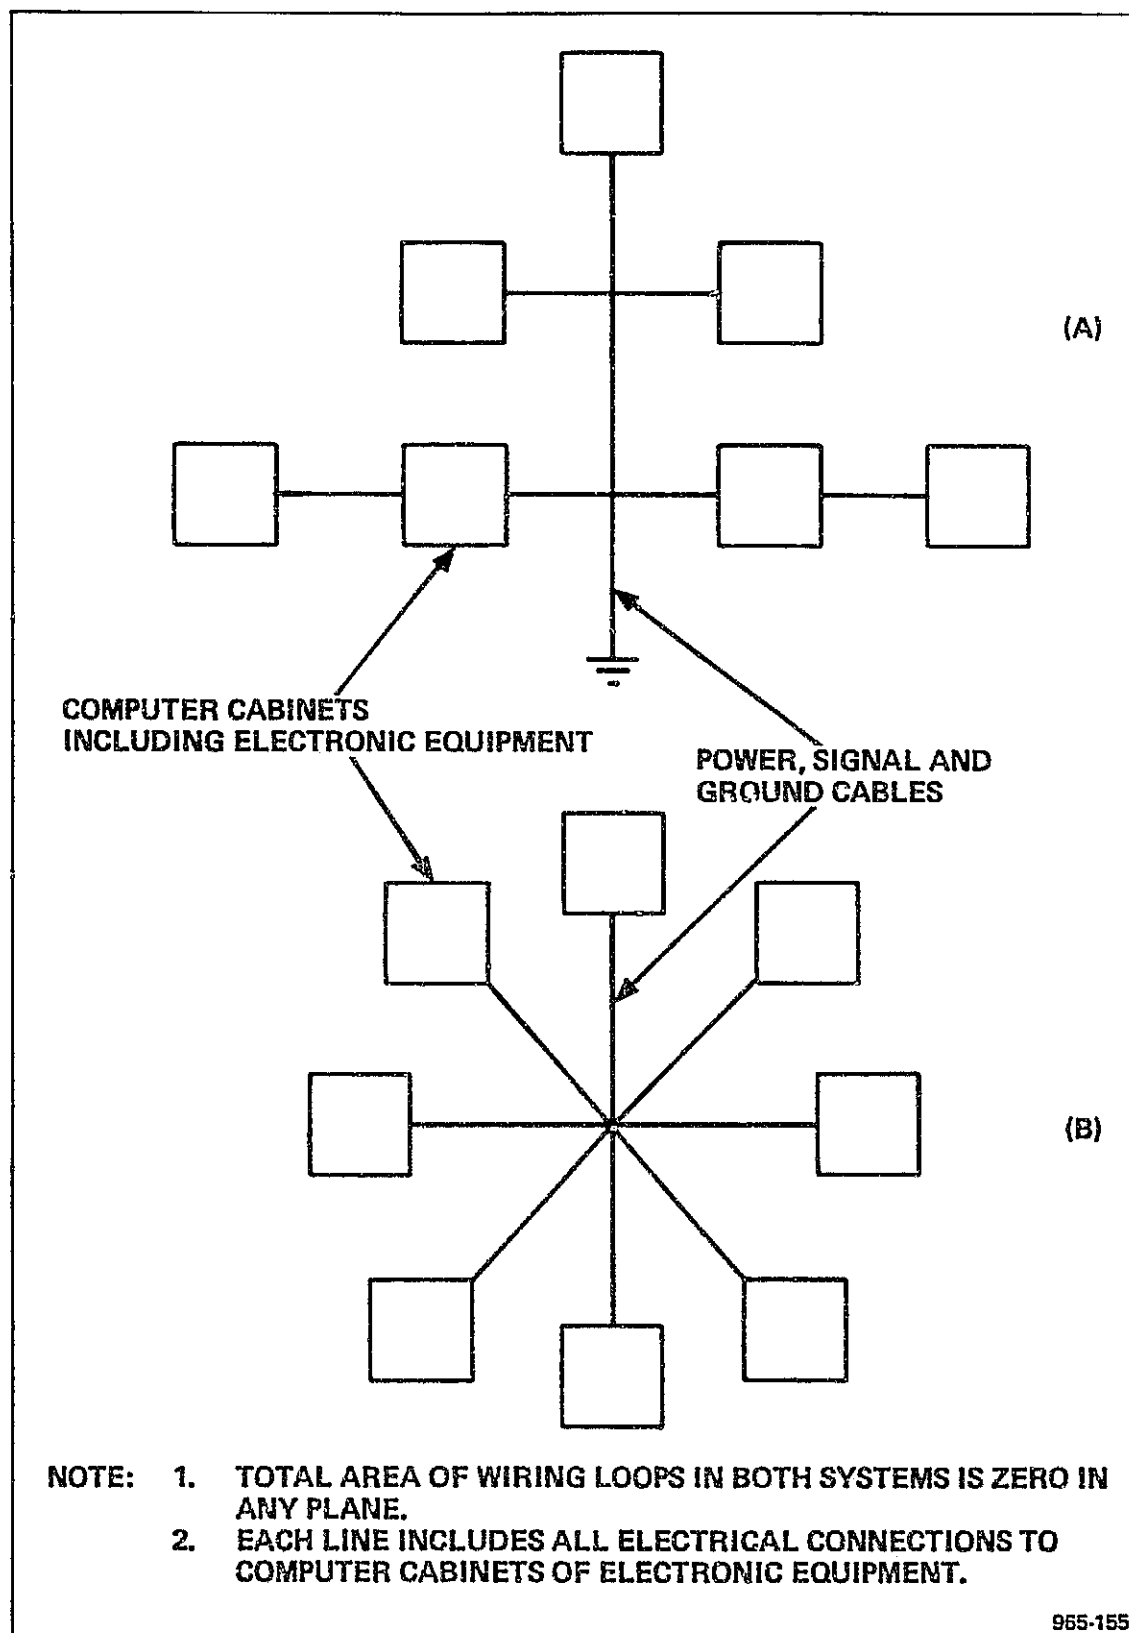 (A)
COMPUTER CABINETS
INCLUDING ELECTRONIC EQUIPMENT
POWER, SIGNAL AND
GROUND CABLES
(B)
NOTE: 1. TOTAL AREA OF WIRING LOOPS IN BOTH SYSTEMS IS ZERO IN
ANY PLANE.
2. EACH LINE INCLUDES ALL ELECTRICAL CONNECTIONS TO
COMPUTER CABINETS OF ELECTRONIC EQUIPMENT.
965-155